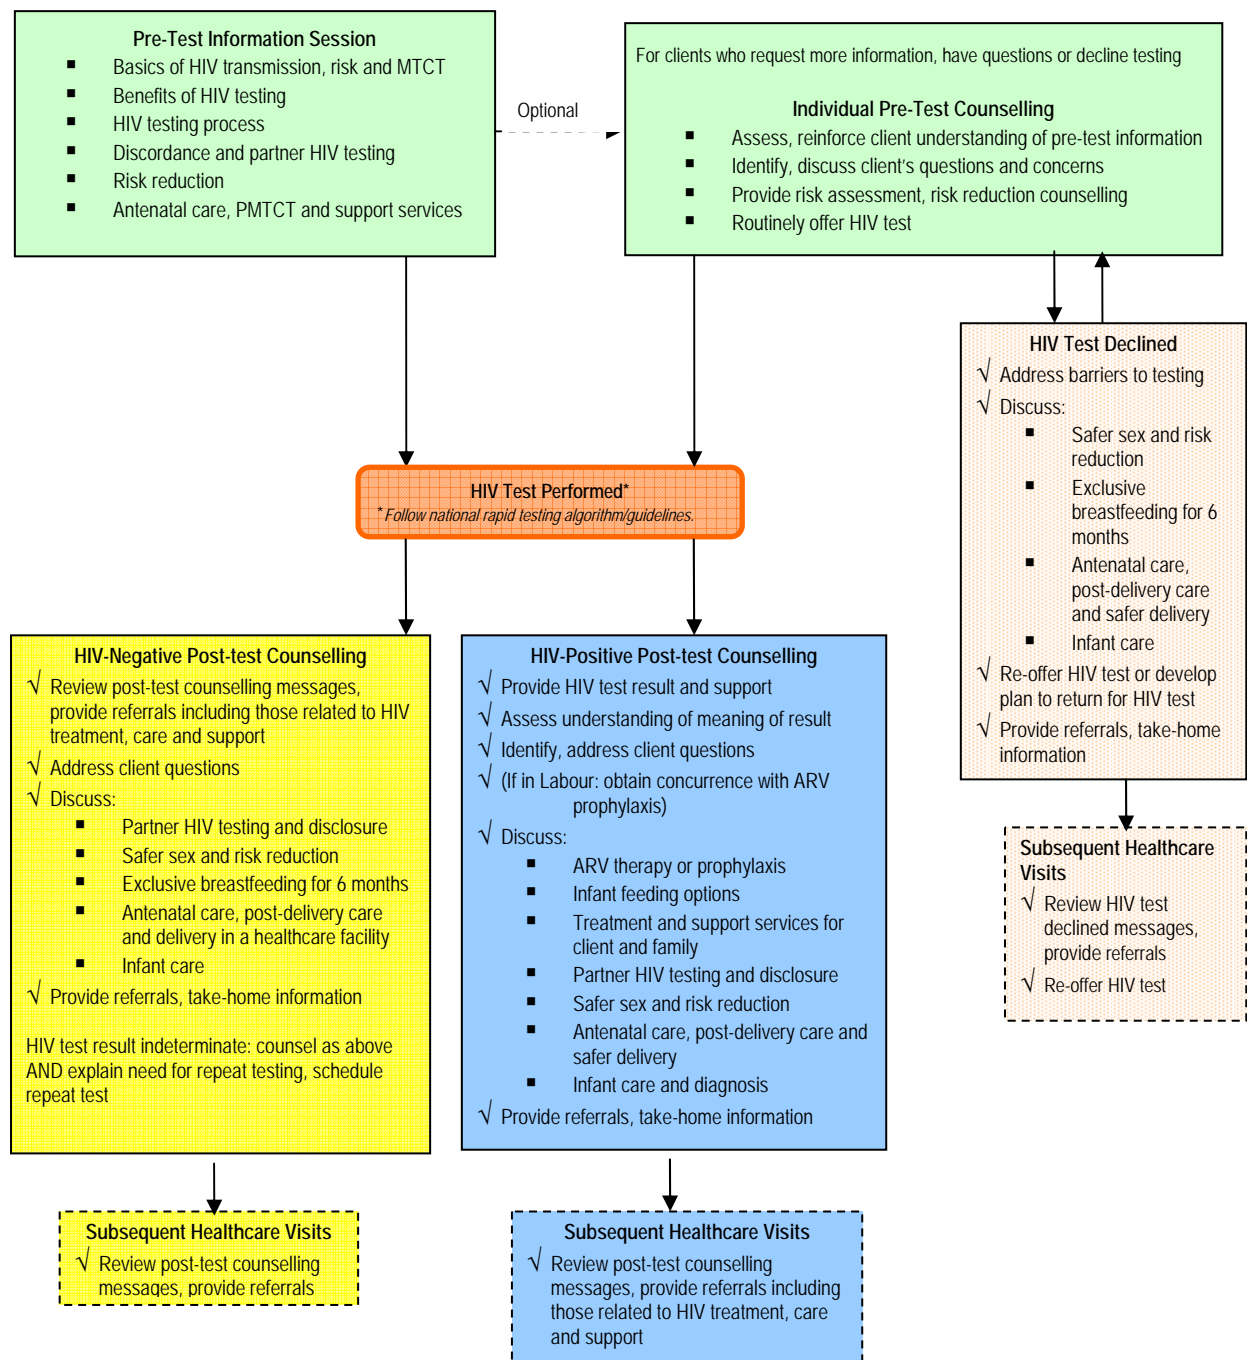 Pre-Test Information Session
▪ Basics of HIV transmission, risk and MTCT
▪ Benefits of HIV testing
▪ HIV testing process
▪ Discordance and partner HIV testing
▪ Risk reduction
▪ Antenatal care, PMTCT and support services
Optional
For clients who request more information, have questions or decline testing
Individual Pre-Test Counselling
▪ Assess, reinforce client understanding of pre-test information
▪ Identify, discuss client's questions and concerns
▪ Provide risk assessment, risk reduction counselling
▪ Routinely offer HIV test
HIV Test Declined
√ Address barriers to testing
√ Discuss:
▪ Safer sex and risk
reduction
▪ Exclusive
breastfeeding for 6
months
▪ Antenatal care,
post-delivery care
and safer delivery
▪ Infant care
√ Re-offer HIV test or develop
plan to return for HIV test
√ Provide referrals, take-home
information
HIV Test Performed*
* Follow national rapid testing algorithm/guidelines.
HIV-Negative Post-test Counselling
√ Review post-test counselling messages,
provide referrals including those related to HIV
treatment, care and support
√ Address client questions
√ Discuss:
▪ Partner HIV testing and disclosure
▪ Safer sex and risk reduction
▪ Exclusive breastfeeding for 6 months
▪ Antenatal care, post-delivery care
and delivery in a healthcare facility
▪ Infant care
√ Provide referrals, take-home information
HIV test result indeterminate: counsel as above
AND explain need for repeat testing, schedule
repeat test
HIV-Positive Post-test Counselling
√ Provide HIV test result and support
√ Assess understanding of meaning of result
√ Identify, address client questions
√ (If in Labour: obtain concurrence with ARV
prophylaxis)
√ Discuss:
▪ ARV therapy or prophylaxis
▪ Infant feeding options
▪ Treatment and support services for
client and family
▪ Partner HIV testing and disclosure
▪ Safer sex and risk reduction
▪ Antenatal care, post-delivery care and
safer delivery
▪ Infant care and diagnosis
√ Provide referrals, take-home information
Subsequent Healthcare
Visits
√ Review HIV test
declined messages,
provide referrals
√ Re-offer HIV test
Subsequent Healthcare Visits
√ Review post-test counselling
messages, provide referrals
Subsequent Healthcare Visits
√ Review post-test counselling
messages, provide referrals including
those related to HIV treatment, care
and support